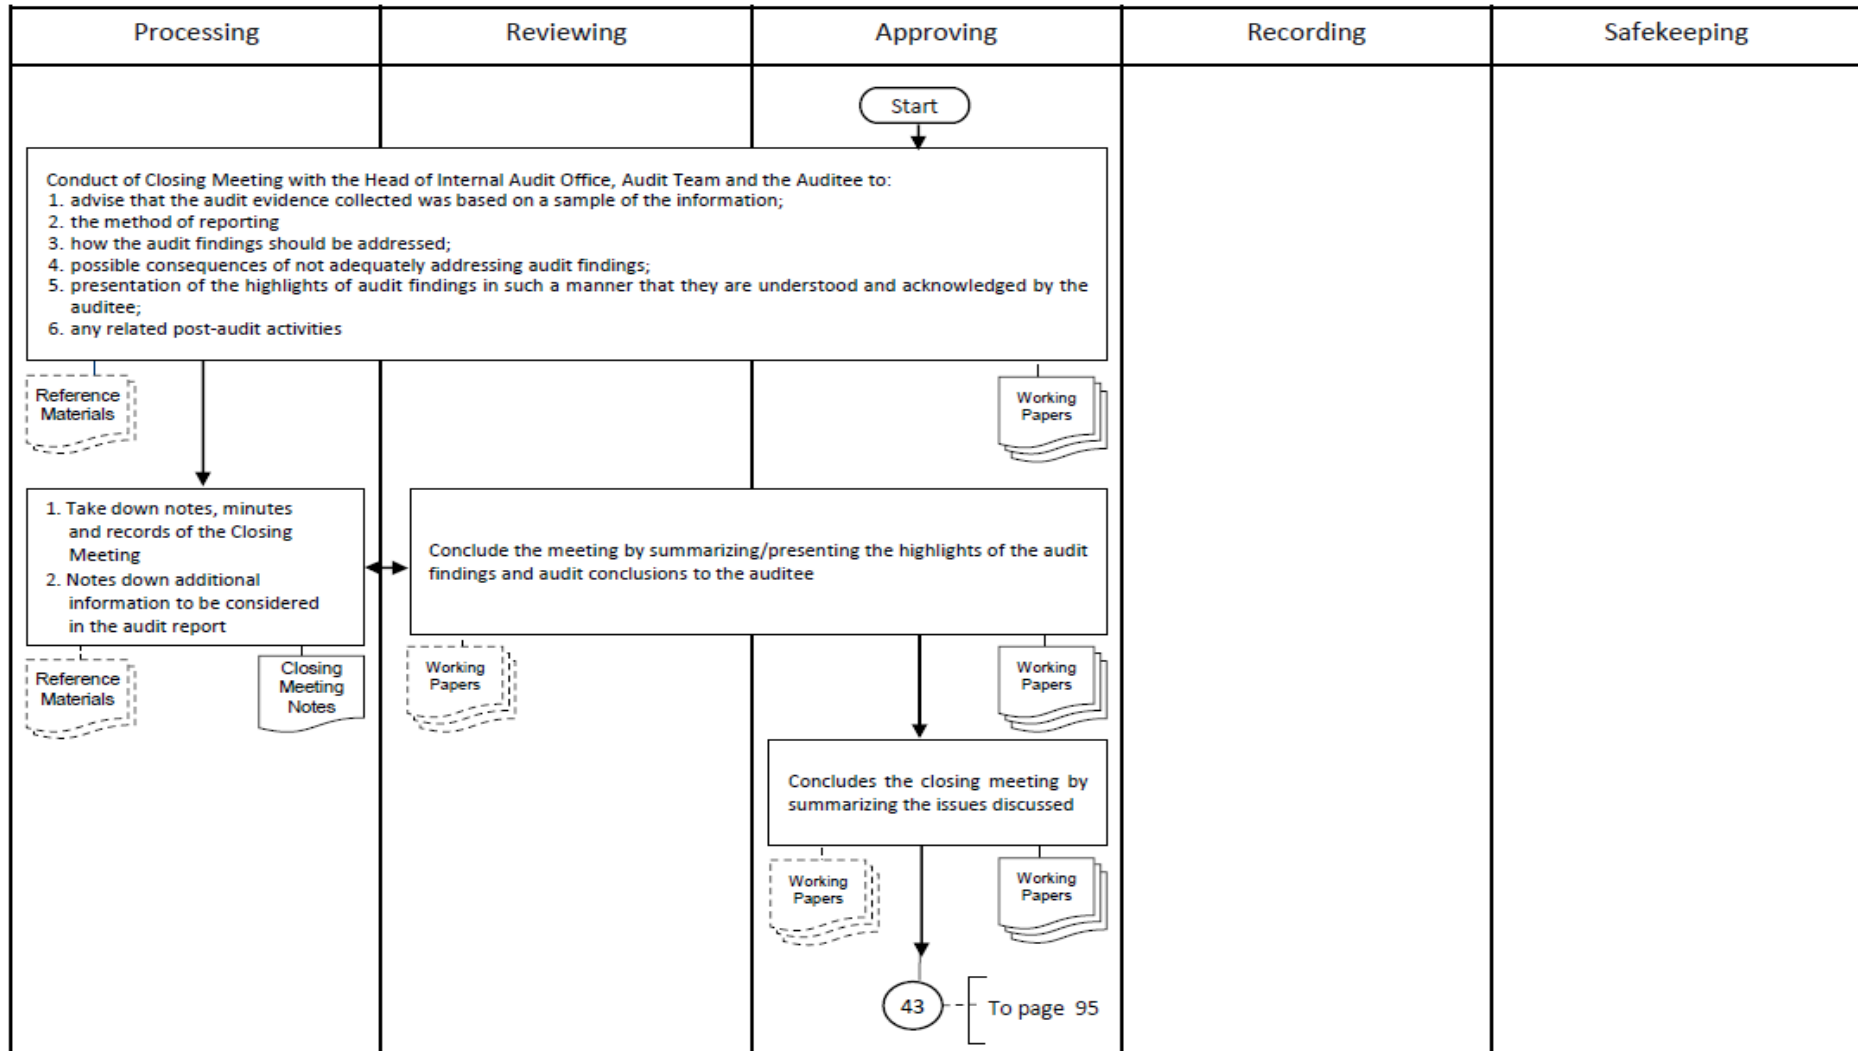 Processing
Reviewing
Approving
Recording
Safekeeping
Start
Conduct of Closing Meeting with the Head of Internal Audit Office, Audit Team and the Auditee to:
1. advise that the audit evidence collected was based on a sample of the information;
2. the method of reporting
3. how the audit findings should be addressed;
4. possible consequences of not adequately addressing audit findings;
5. presentation of the highlights of audit findings in such a manner that they are understood and acknowledged by the
auditee;
6. any related post-audit activities
Reference
Materials
Working
Papers
1. Take down notes, minutes
and records of the Closing
Meeting
2. Notes down additional
information to be considered
in the audit report
Conclude the meeting by summarizing/presenting the highlights of the audit
findings and audit conclusions to the auditee
Reference
Materials
Closing
Meeting
Notes
Working
Papers
Working
Papers
Concludes the closing meeting by
summarizing the issues discussed
Working
Papers
Working
Papers
43
To page 95